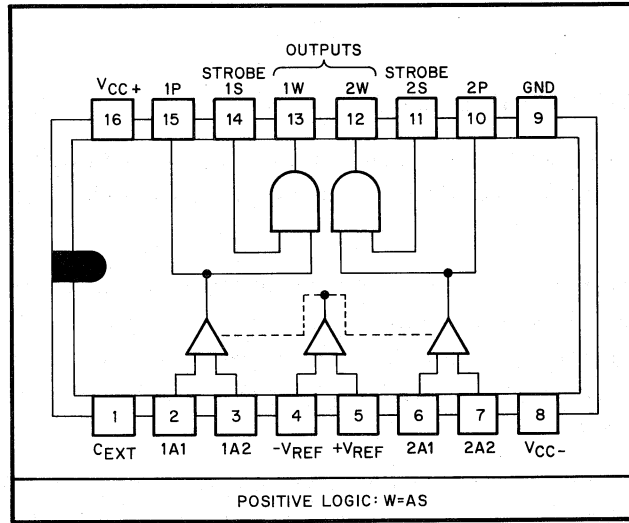 OUTPUTS
STROBE STROBE
VCC+ 1P 1S 1W 2W 2S 2P GND
16 15 14 13 12 11 10 9
1 2 3 4 5 6 7 8
CEXT 1A1 1A2 -VREF +VREF 2A1 2A2 VCC-
POSITIVE LOGIC: W=AS